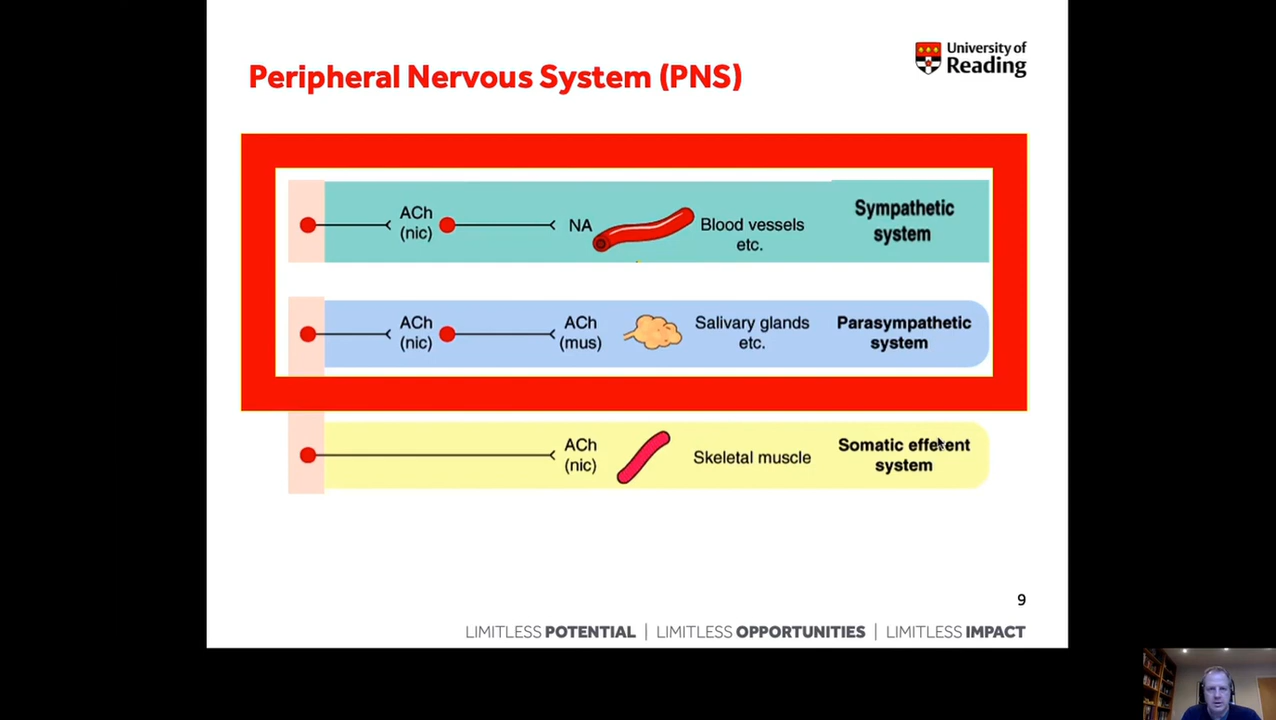 Peripheral Nervous System (PNS)
University of
Reading
ACh
(nic)
NA
Blood vessels
etc.
Sympathetic
system
ACh
(nic)
ACh
(mus)
Salivary glands
etc.
Parasympathetic
system
ACh
(nic)
Skeletal muscle
Somatic efferent
system
9
LIMITLESS POTENTIAL | LIMITLESS OPPORTUNITIES | LIMITLESS IMPACT